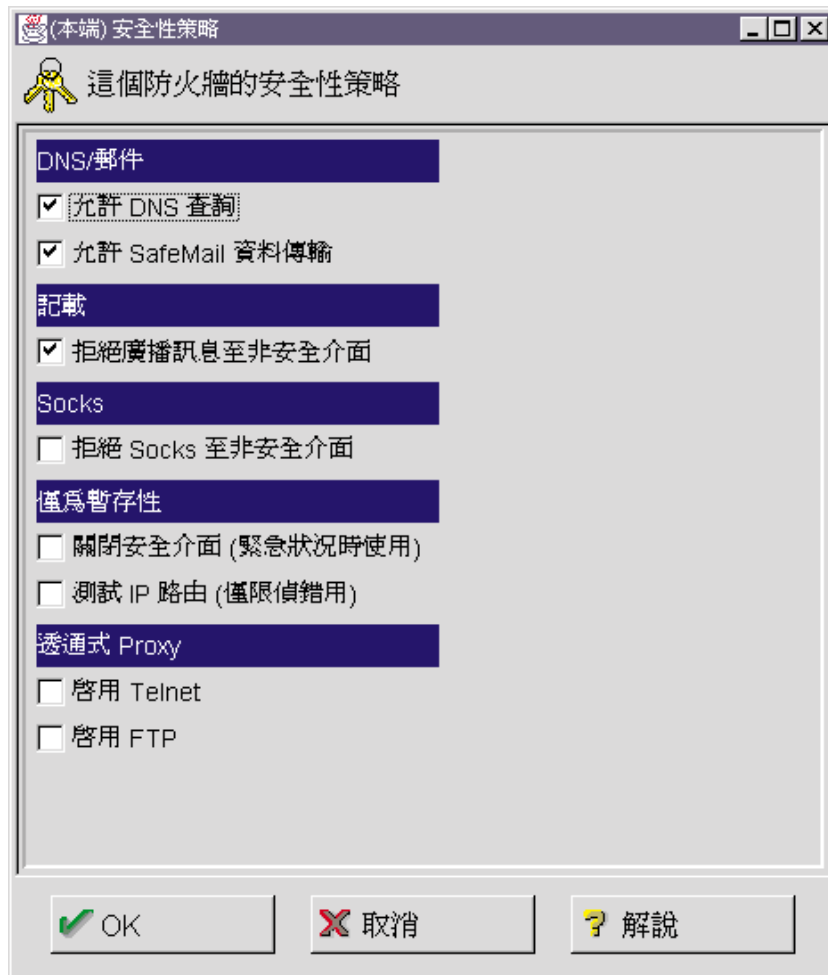 (本端) 安全性策略
這個防火牆的安全性策略
DNS/郵件
允許 DNS 查詢
允許 SafeMail 資料傳輸
記載
拒絕廣播訊息至非安全介面
Socks
拒絕 Socks 至非安全介面
僅為暫存性
關閉安全介面 (緊急狀況時使用)
測試 IP 路由 (僅限偵錯用)
透通式 Proxy
啓用 Telnet
啓用 FTP
OK
取消
解說